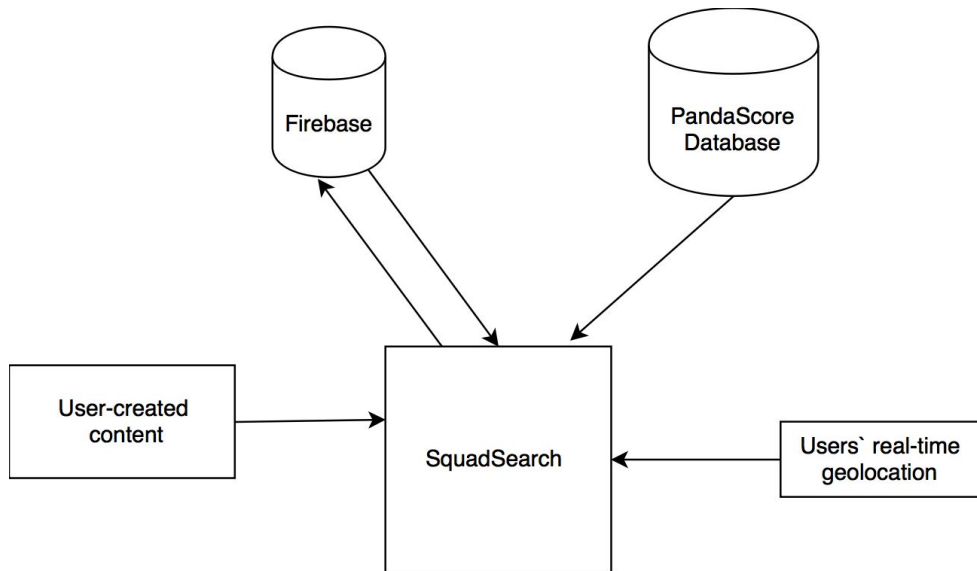 Firebase
PandaScore
Database
User-created
content
SquadSearch
Users` real-time
geolocation